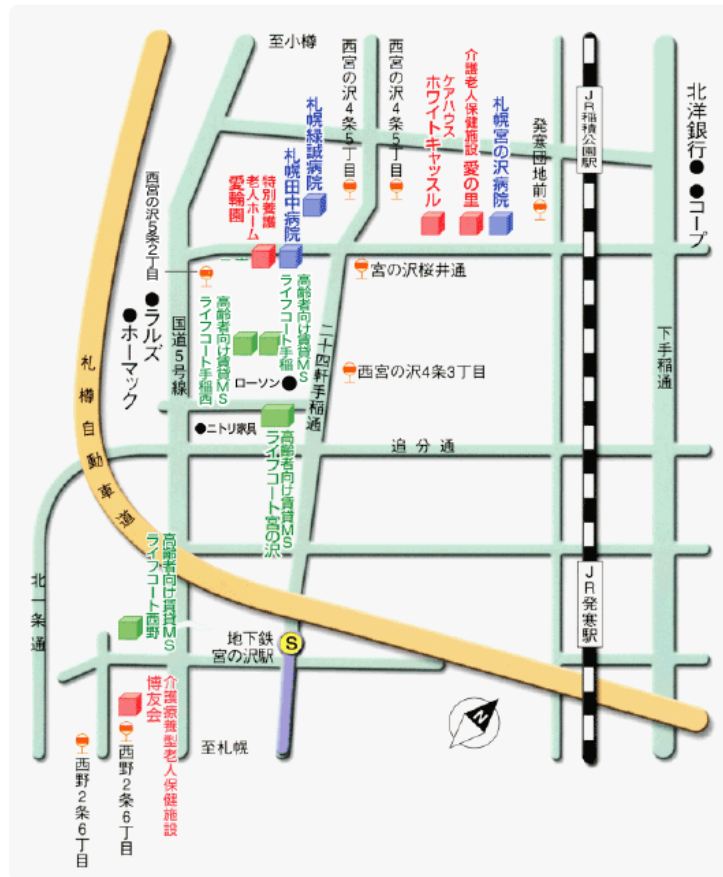 至小樽
西宮の沢4条5丁目
西宮の沢4条5丁目
ケアハウス
ホワイトキャッスル
介護老人保健施設
愛の里
札幌宮の沢病院
発寒団地前
JR稲積公園駅
北洋銀行
コープ
西宮の沢5条2丁目
特別養護
老人ホーム
愛輪園
札幌田中病院
札幌緑誠病院
宮の沢桜井通
ラルズ
ホーマック
国道5号線
高齢者向け賃貸MS
ライフコート手稲西
高齢者向け賃貸MS
ライフコート手稲
ローソン
二十四軒手稲通
西宮の沢4条3丁目
下手稲通
札樽自動車道
ニトリ家具
高齢者向け賃貸MS
ライフコート宮の沢
追分通
北一条通
高齢者向け賃貸MS
ライフコート西野
地下鉄
宮の沢駅
S
JR発寒駅
介護療養型老人保健施設
博友会
N
至札幌
西野2条6丁目
西野2条6丁目